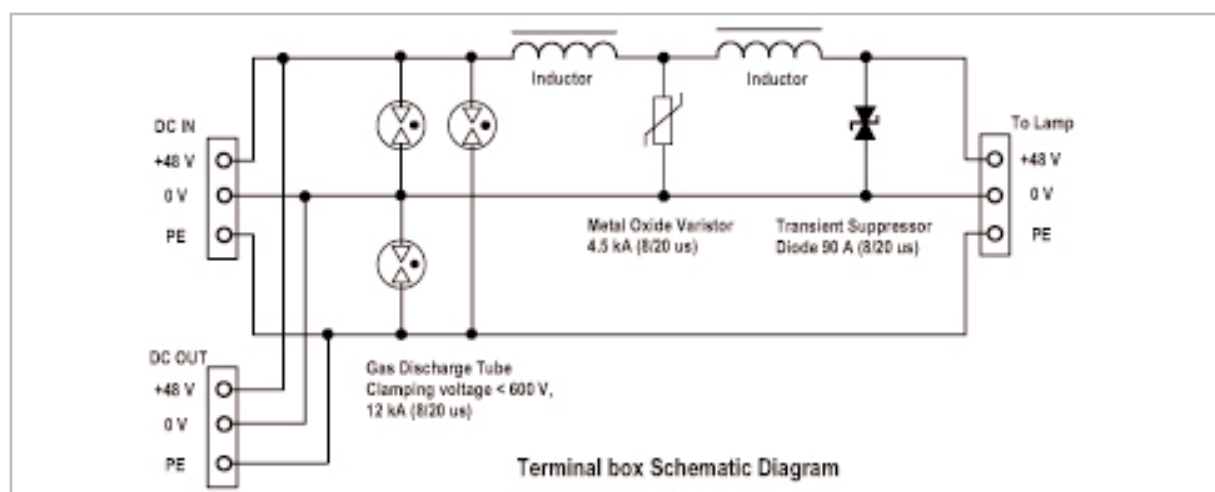 Inductor
Inductor
DC IN
+48 V
0 V
PE
To Lamp
+48 V
0 V
PE
Metal Oxide Varistor
4.5 kA (8/20 us)
Transient Suppressor
Diode 90 A (8/20 us)
DC OUT
+48 V
0 V
PE
Gas Discharge Tube
Clamping voltage < 600 V,
12 kA (8/20 us)
Terminal box Schematic Diagram